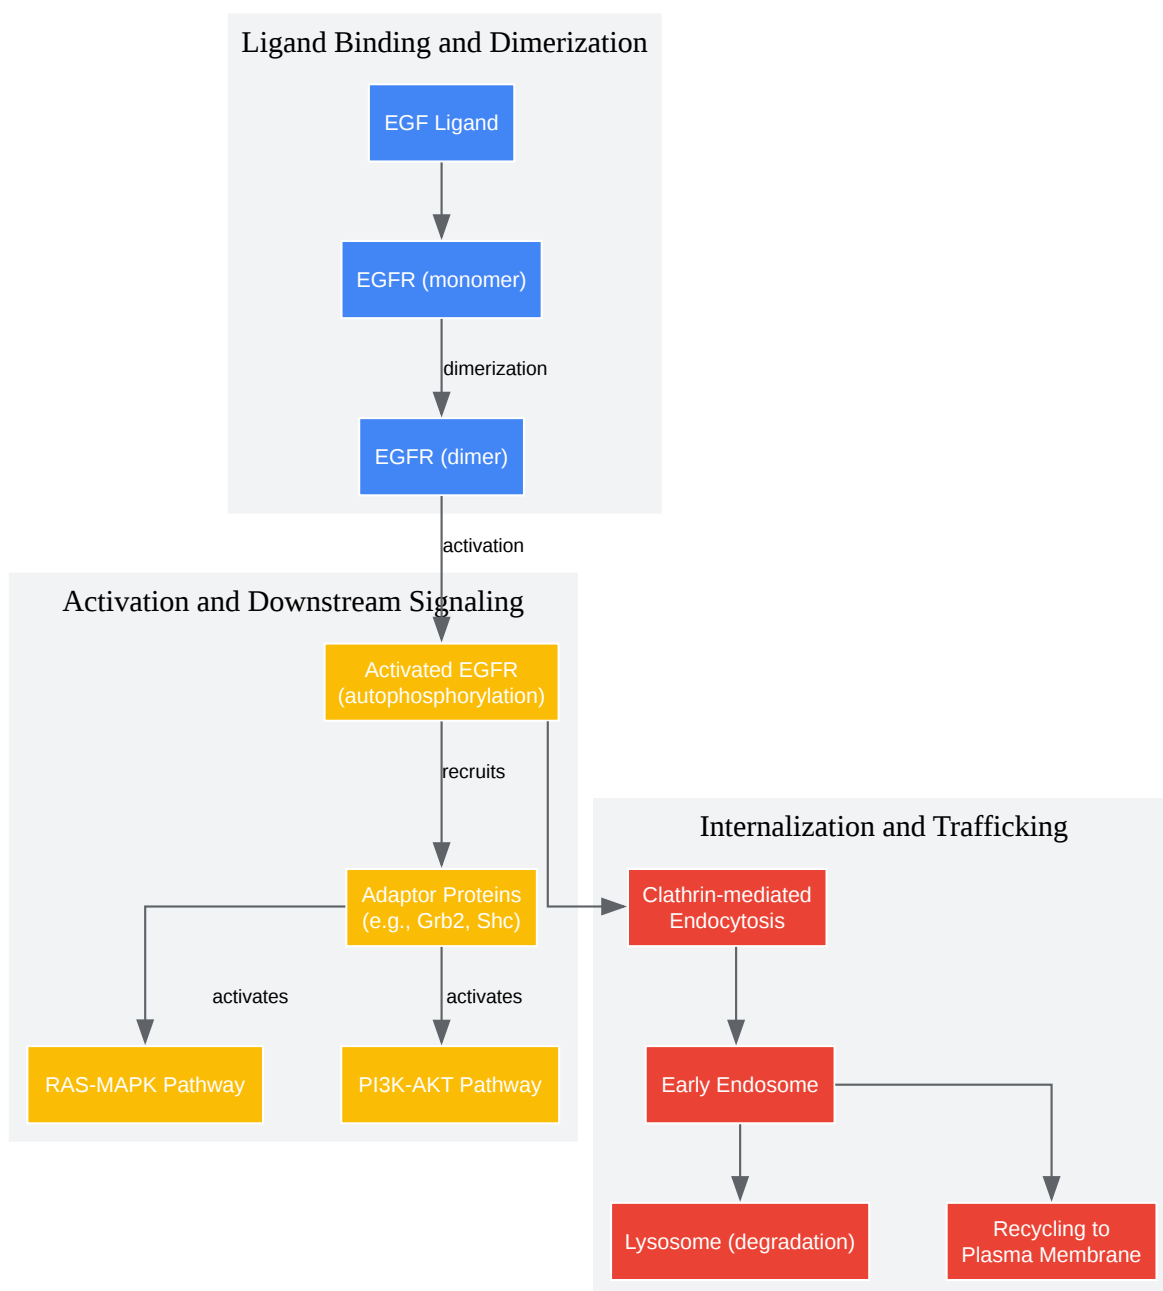 Ligand Binding and Dimerization
EGF Ligand
EGFR (monomer)
dimerization
EGFR (dimer)
activation
Activation and Downstream Signaling
Activated EGFR
(autophosphorylation)
recruits
Adaptor Proteins
(e.g., Grb2, Shc)
activates
activates
RAS-MAPK Pathway
PI3K-AKT Pathway
Internalization and Trafficking
Clathrin-mediated
Endocytosis
Early Endosome
Lysosome (degradation)
Recycling to
Plasma Membrane